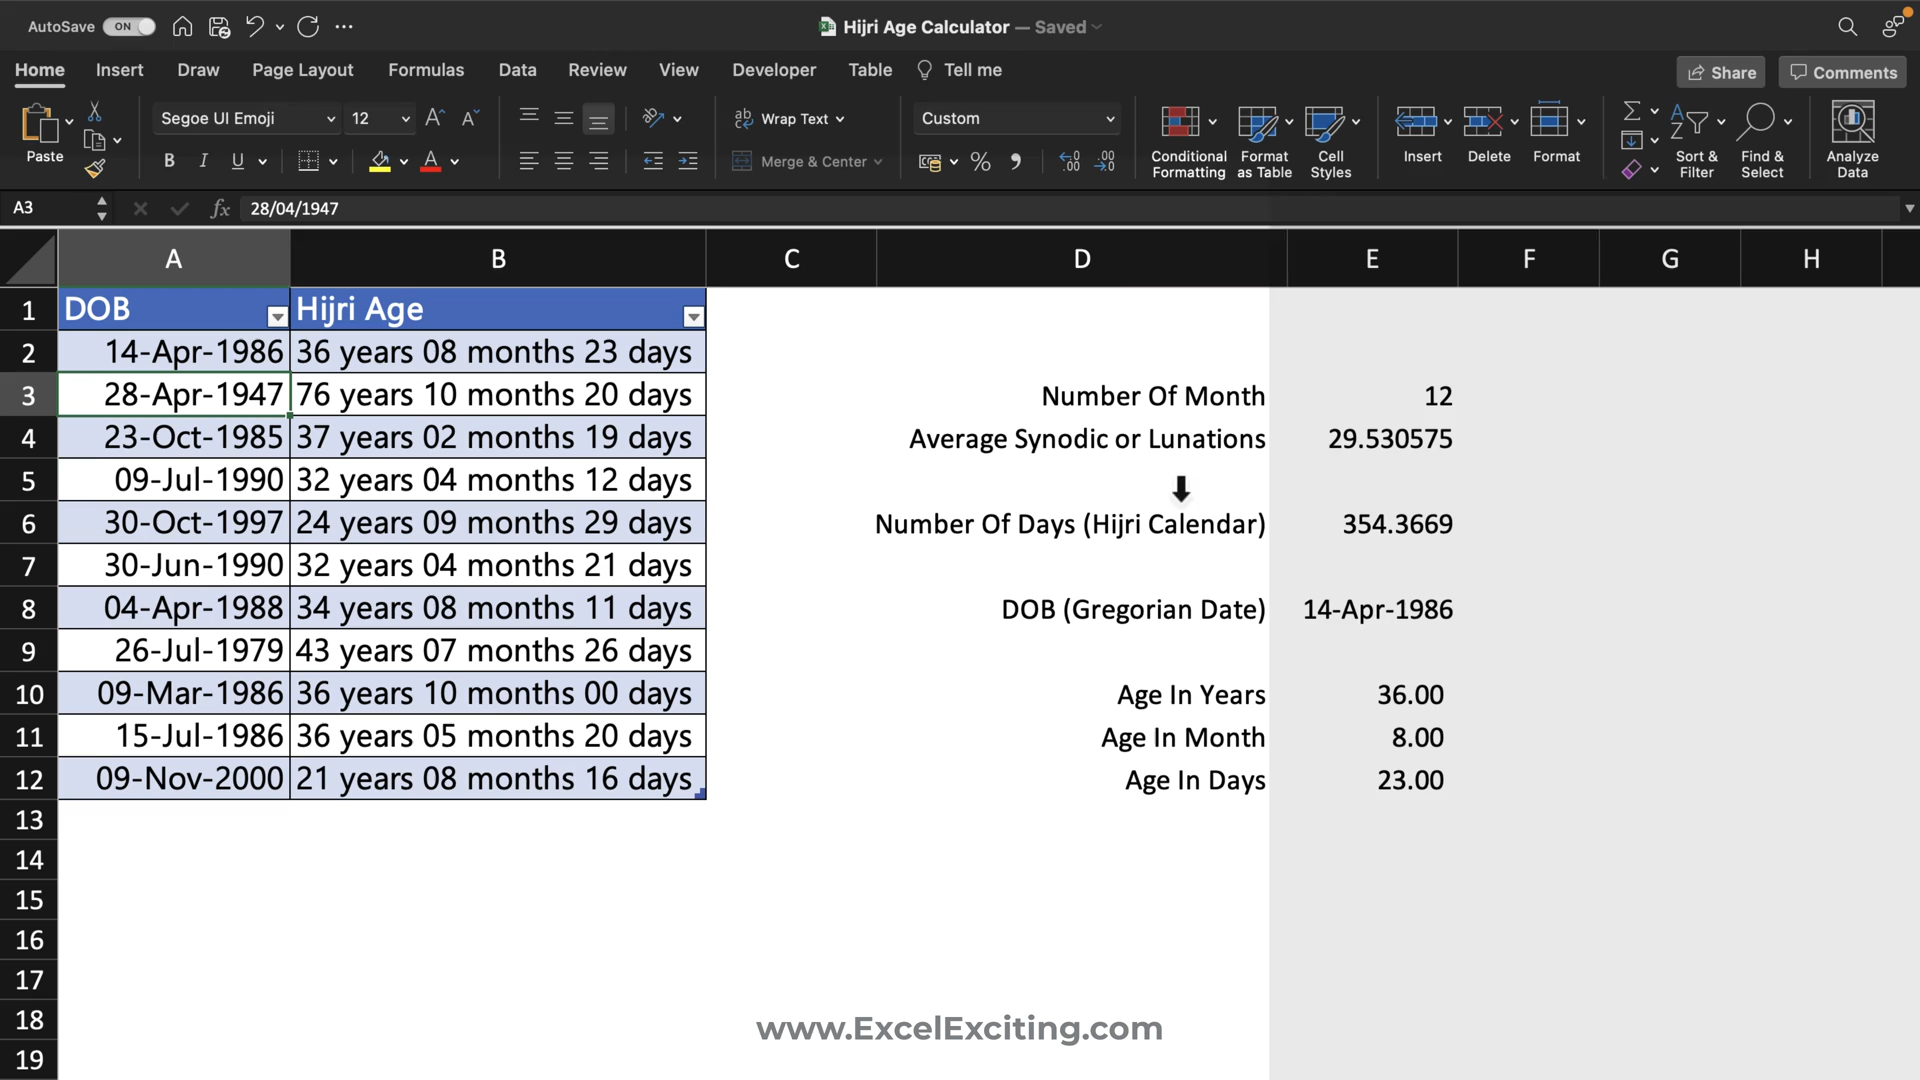 AutoSave ON
Hijri Age Calculator — Saved
Home Insert Draw Page Layout Formulas Data Review View Developer Table Tell me
Share Comments
Paste
Segoe UI Emoji 12
B I U A
Wrap Text
Merge & Center
Custom
Conditional Formatting
Format as Table
Cell Styles
Insert
Delete
Format
Sort & Filter
Find & Select
Analyze Data
A3 fx 28/04/1947
A B C D E F G H
1 DOB Hijri Age
2 14-Apr-1986 36 years 08 months 23 days
3 28-Apr-1947 76 years 10 months 20 days Number Of Month 12
4 23-Oct-1985 37 years 02 months 19 days Average Synodic or Lunations 29.530575
5 09-Jul-1990 32 years 04 months 12 days
6 30-Oct-1997 24 years 09 months 29 days Number Of Days (Hijri Calendar) 354.3669
7 30-Jun-1990 32 years 04 months 21 days
8 04-Apr-1988 34 years 08 months 11 days DOB (Gregorian Date) 14-Apr-1986
9 26-Jul-1979 43 years 07 months 26 days
10 09-Mar-1986 36 years 10 months 00 days Age In Years 36.00
11 15-Jul-1986 36 years 05 months 20 days Age In Month 8.00
12 09-Nov-2000 21 years 08 months 16 days Age In Days 23.00
13
14
15
16
17
18
www.ExcelExciting.com
19